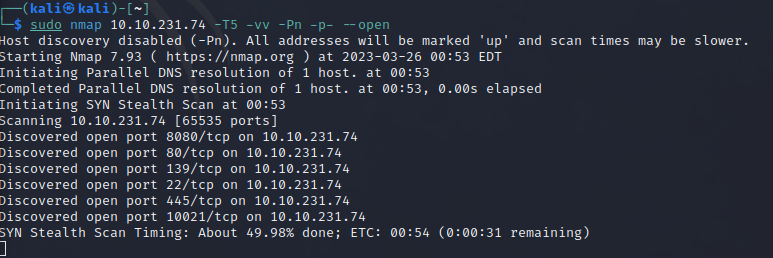 ┌──(kali㉿kali)-[~]
└─$ sudo nmap 10.10.231.74 -T5 -vv -Pn -p- --open
Host discovery disabled (-Pn). All addresses will be marked 'up' and scan times may be slower.
Starting Nmap 7.93 ( https://nmap.org ) at 2023-03-26 00:53 EDT
Initiating Parallel DNS resolution of 1 host. at 00:53
Completed Parallel DNS resolution of 1 host. at 00:53, 0.00s elapsed
Initiating SYN Stealth Scan at 00:53
Scanning 10.10.231.74 [65535 ports]
Discovered open port 8080/tcp on 10.10.231.74
Discovered open port 80/tcp on 10.10.231.74
Discovered open port 139/tcp on 10.10.231.74
Discovered open port 22/tcp on 10.10.231.74
Discovered open port 445/tcp on 10.10.231.74
Discovered open port 10021/tcp on 10.10.231.74
SYN Stealth Scan Timing: About 49.98% done; ETC: 00:54 (0:00:31 remaining)